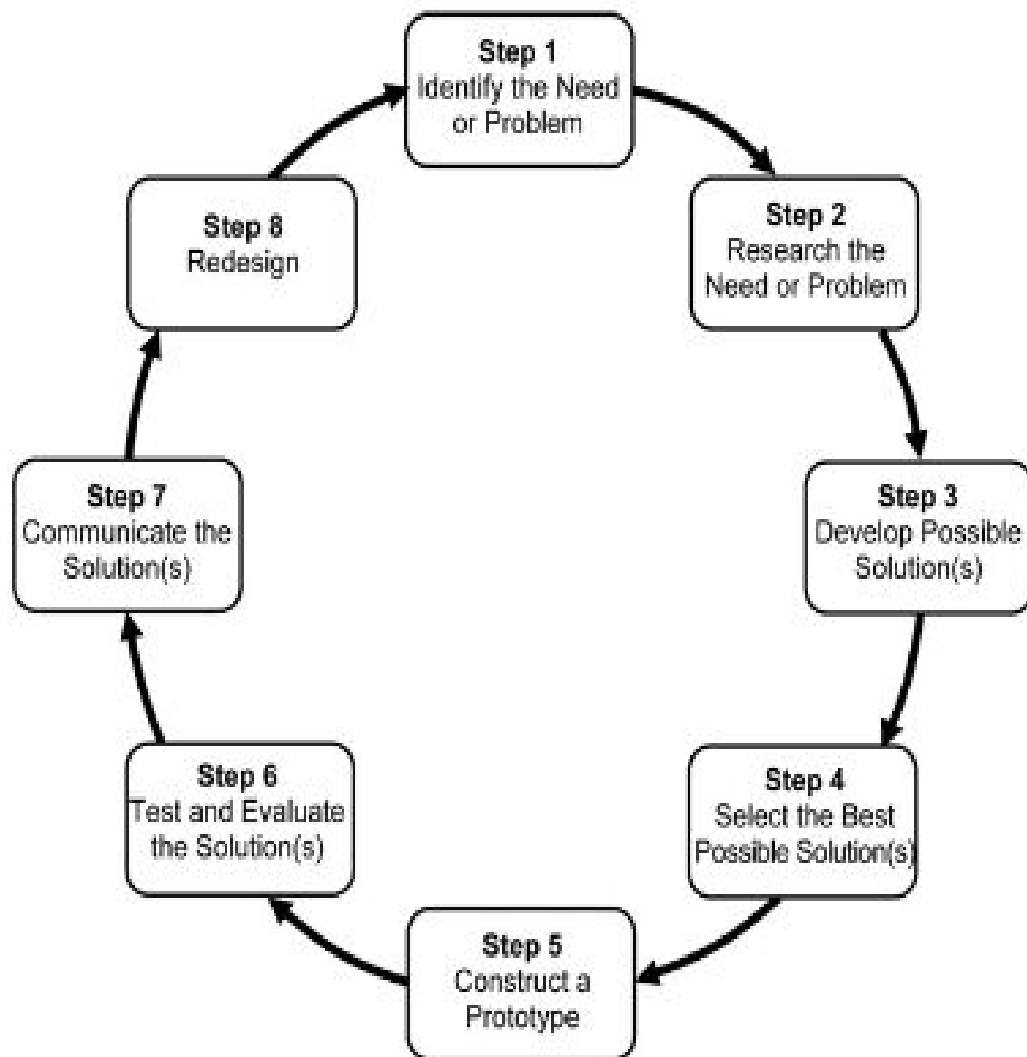 Step 1
Identify the Need
or Problem
Step 2
Research the
Need or Problem
Step 3
Develop Possible
Solution(s)
Step 4
Select the Best
Possible Solution(s)
Step 5
Construct a
Prototype
Step 6
Test and Evaluate
the Solution(s)
Step 7
Communicate the
Solution(s)
Step 8
Redesign